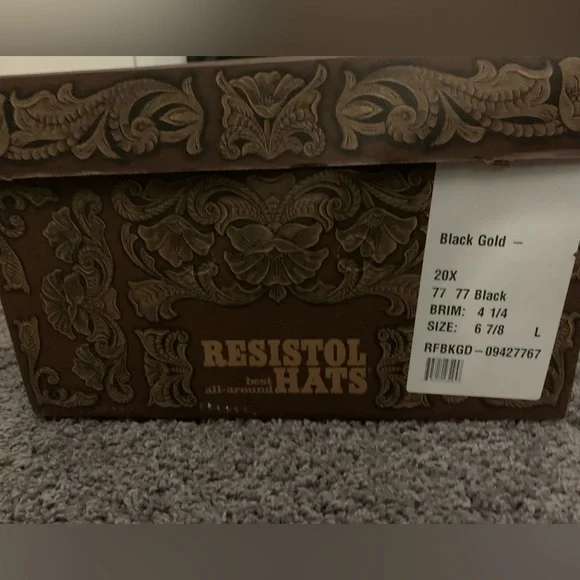 Black Gold –
20X
77 77 Black
BRIM: 4 1/4
SIZE: 6 7/8 L
RFBKGD–09427767
RESISTOL
best
all-around HATS